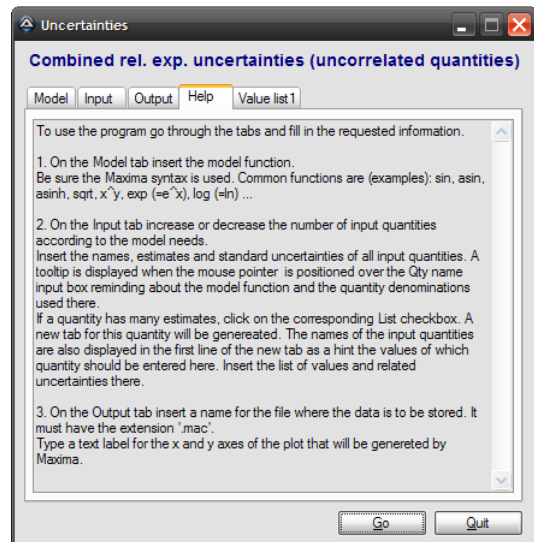 Uncertainties
Combined rel. exp. uncertainties (uncorrelated quantities)
Model Input Output Help Value list1
To use the program go through the tabs and fill in the requested information.
1. On the Model tab insert the model function.
Be sure the Maxima syntax is used. Common functions are (examples): sin, asin,
asinh, sqrt, x^y, exp (=e^x), log (=ln) ...
2. On the Input tab increase or decrease the number of input quantities
according to the model needs.
Insert the names, estimates and standard uncertainties of all input quantities. A
tooltip is displayed when the mouse pointer is positioned over the Qty name
input box reminding about the model function and the quantity denominations
used there.
If a quantity has many estimates, click on the corresponding List checkbox. A
new tab for this quantity will be genereated. The names of the input quantities
are also displayed in the first line of the new tab as a hint the values of which
quantity should be entered here. Insert the list of values and related
uncertainties there.
3. On the Output tab insert a name for the file where the data is to be stored. It
must have the extension '.mac'.
Type a text label for the x and y axes of the plot that will be genereted by
Maxima.
Go Quit